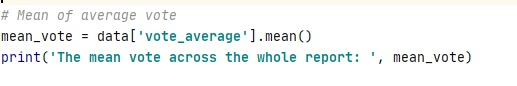 # Mean of average vote
mean_vote = data['vote_average'].mean()
print('The mean vote across the whole report: ', mean_vote)